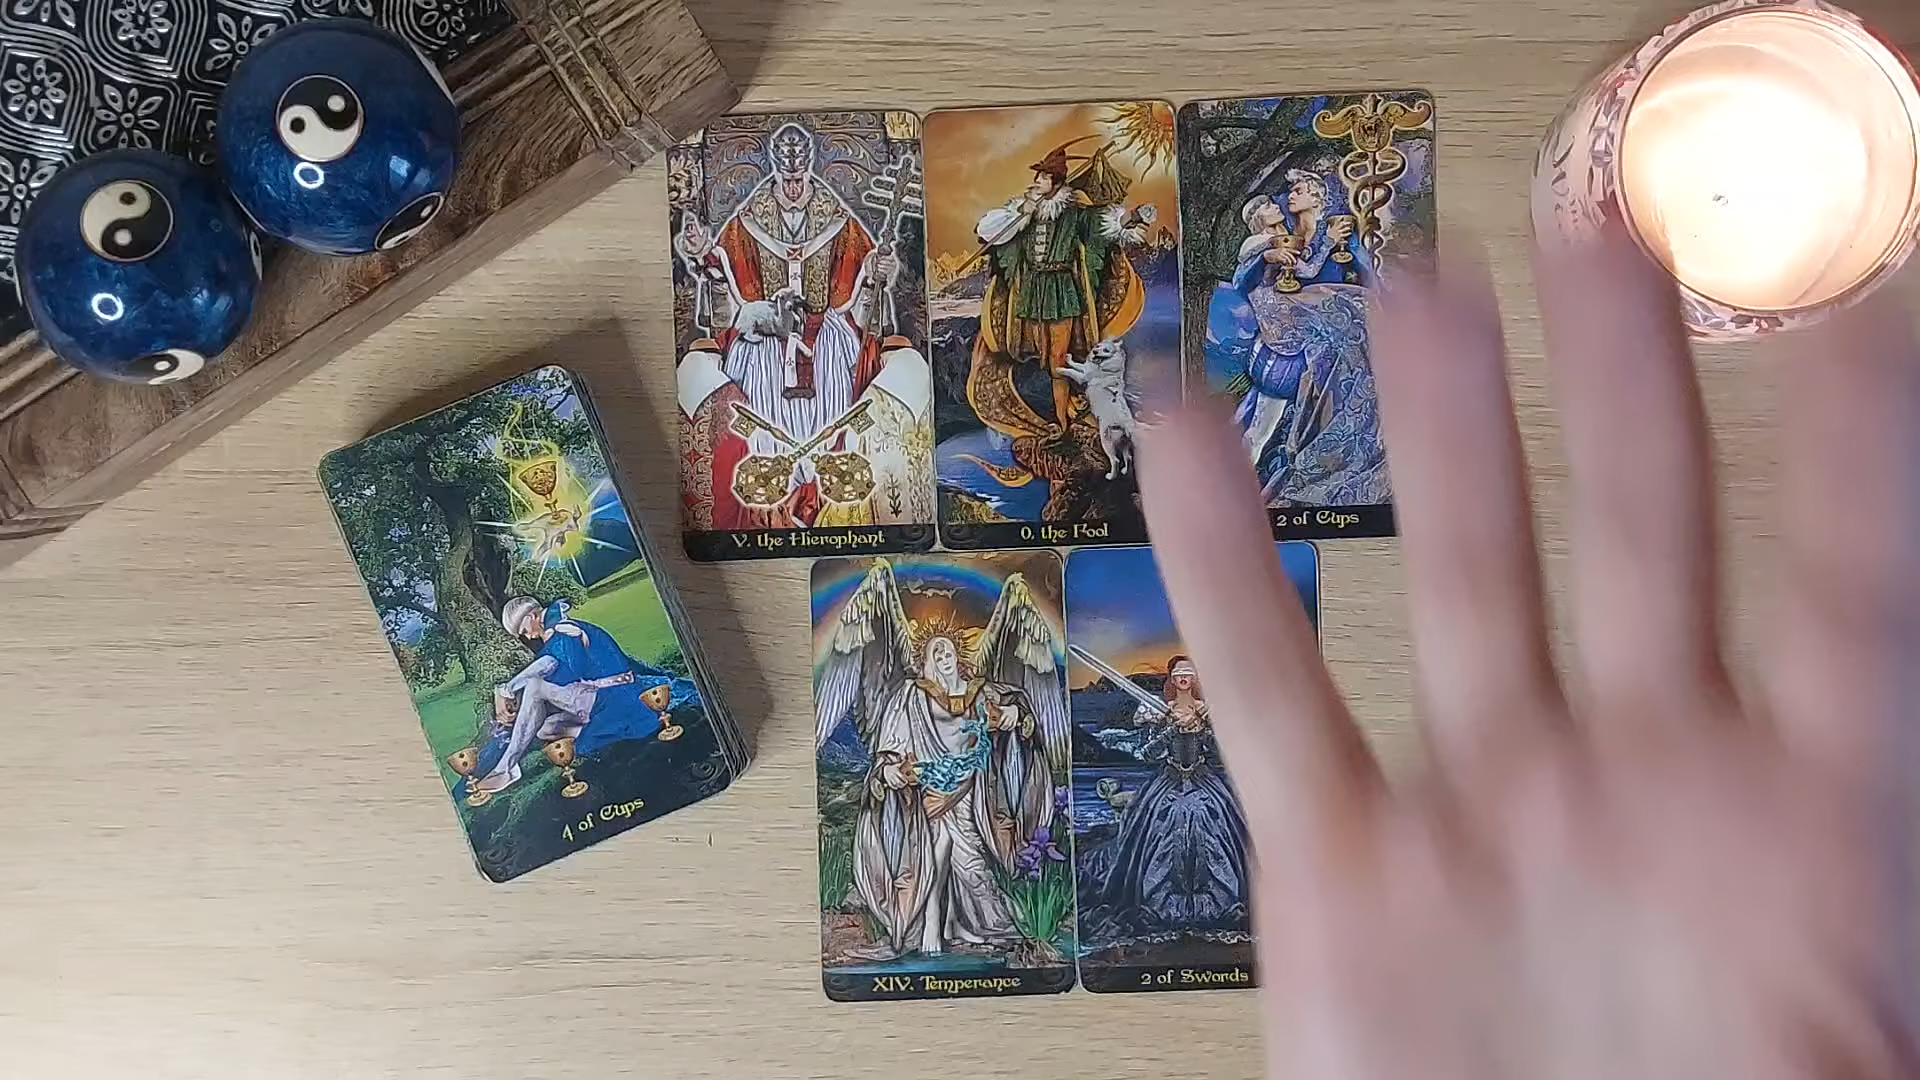 V. the Hierophant
0. the Fool
2 of Cups
4 of Cups
XIV. Temperance
2 of Swords